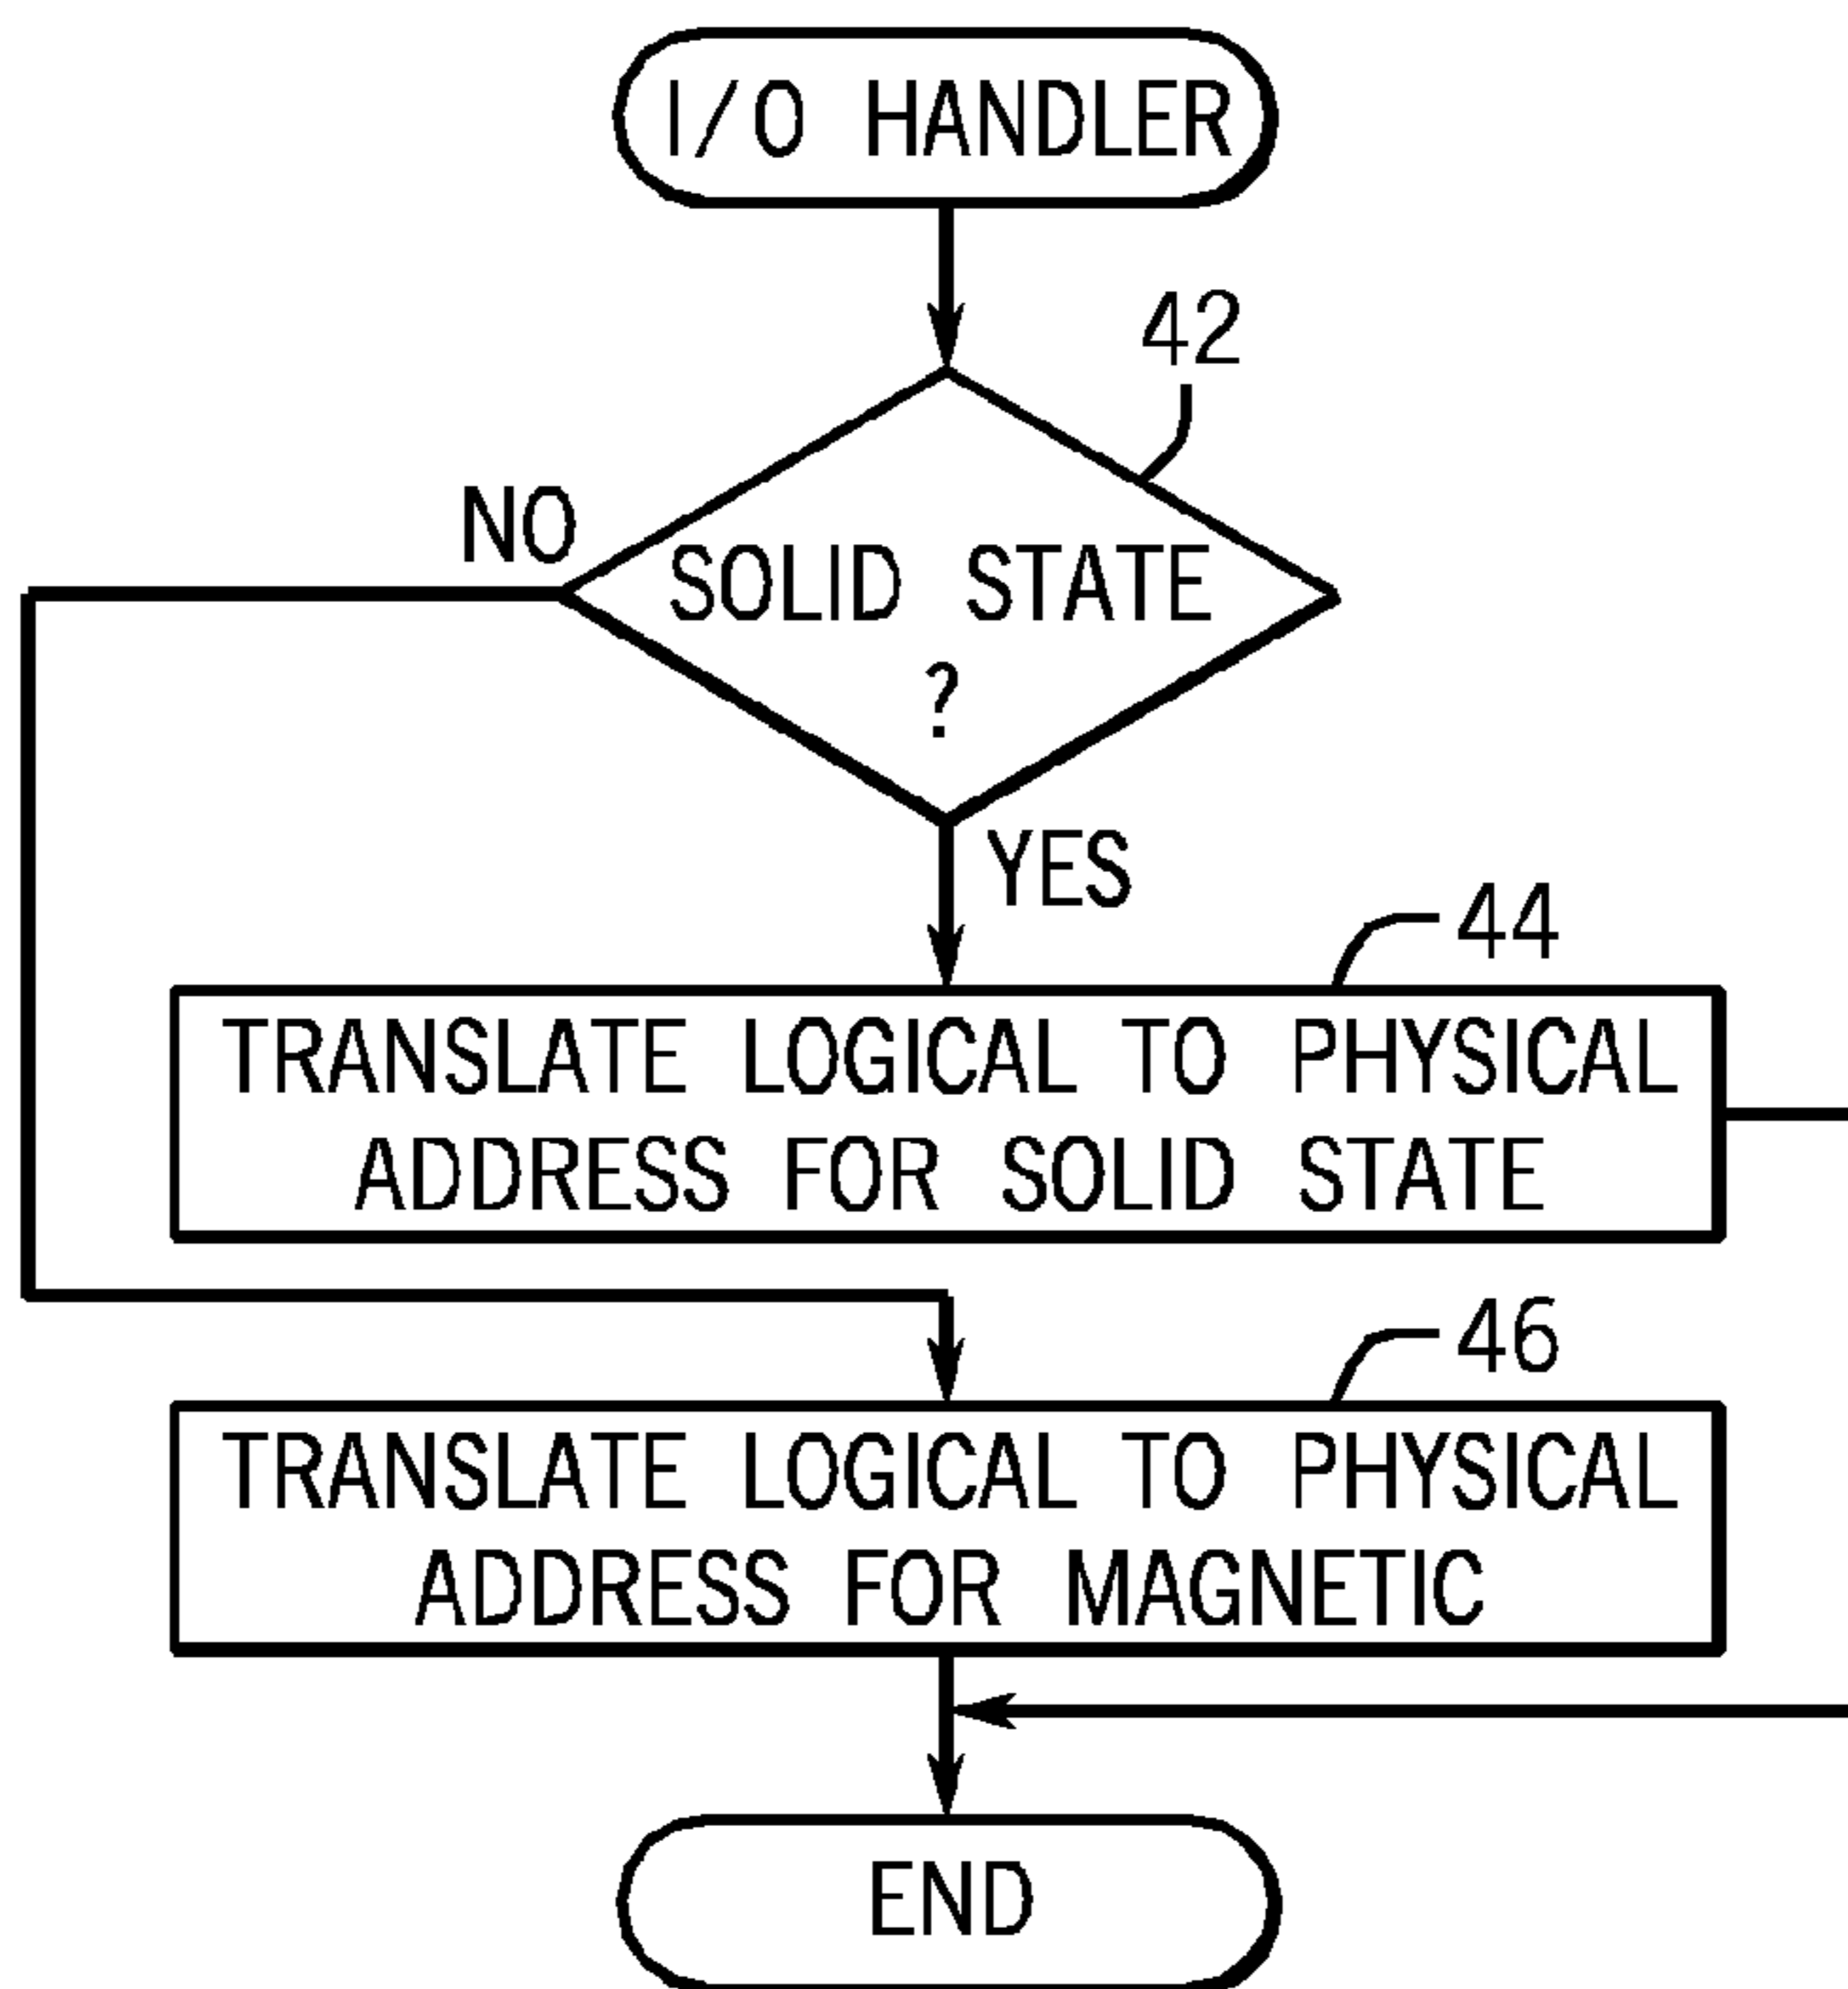 I/O HANDLER
42
NO
SOLID STATE
?
YES
44
TRANSLATE LOGICAL TO PHYSICAL
ADDRESS FOR SOLID STATE
46
TRANSLATE LOGICAL TO PHYSICAL
ADDRESS FOR MAGNETIC
END